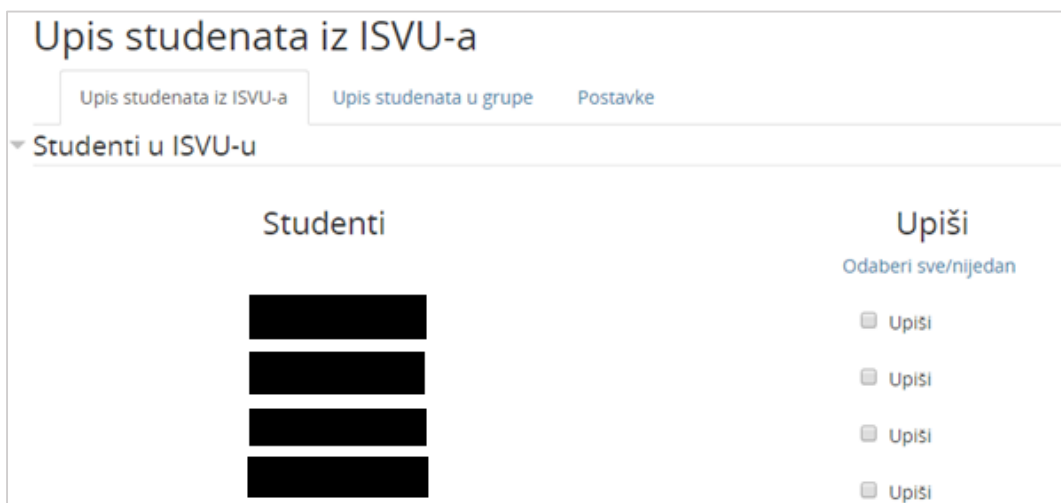 Upis studenata iz ISVU-a
Upis studenata iz ISVU-a Upis studenata u grupe Postavke
Studenti u ISVU-u
Studenti Upiši
Odaberi sve/nijedan
Upiši
Upiši
Upiši
Upiši